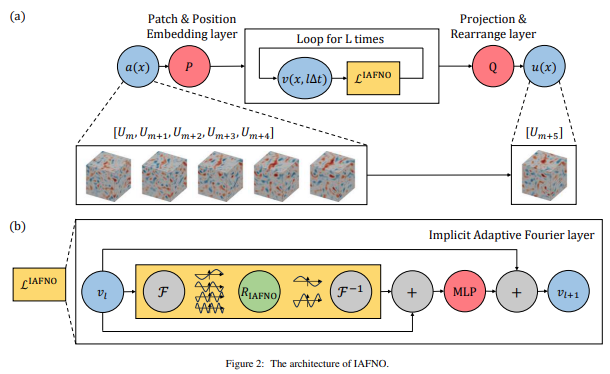 (a)
Patch & Position
Embedding layer
Projection &
Rearrange layer
Loop for L times
a(x)
P
v(x, lΔt)
ℒ^IAFNO
Q
u(x)
[U_m, U_{m+1}, U_{m+2}, U_{m+3}, U_{m+4}]
[U_{m+5}]
(b)
Implicit Adaptive Fourier layer
ℒ^IAFNO
v_l
ℱ
R_IAFNO
ℱ^{-1}
+
MLP
+
v_{l+1}
Figure 2: The architecture of IAFNO.